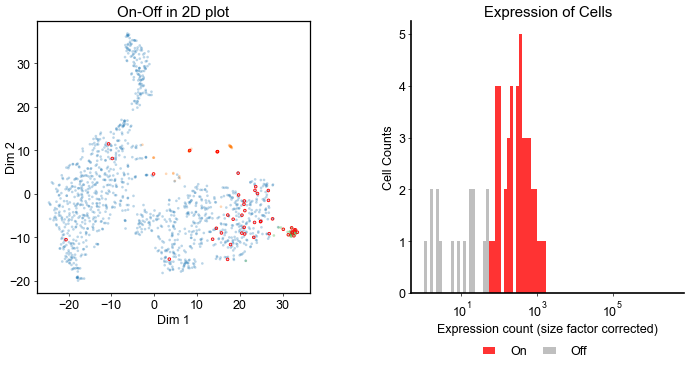 On-Off in 2D plot
Expression of Cells
30
20
10
0
−10
−20
Dim 2
−20 −10 0 10 20 30
Dim 1
5
4
3
2
1
0
Cell Counts
10^1 10^3 10^5
Expression count (size factor corrected)
On Off